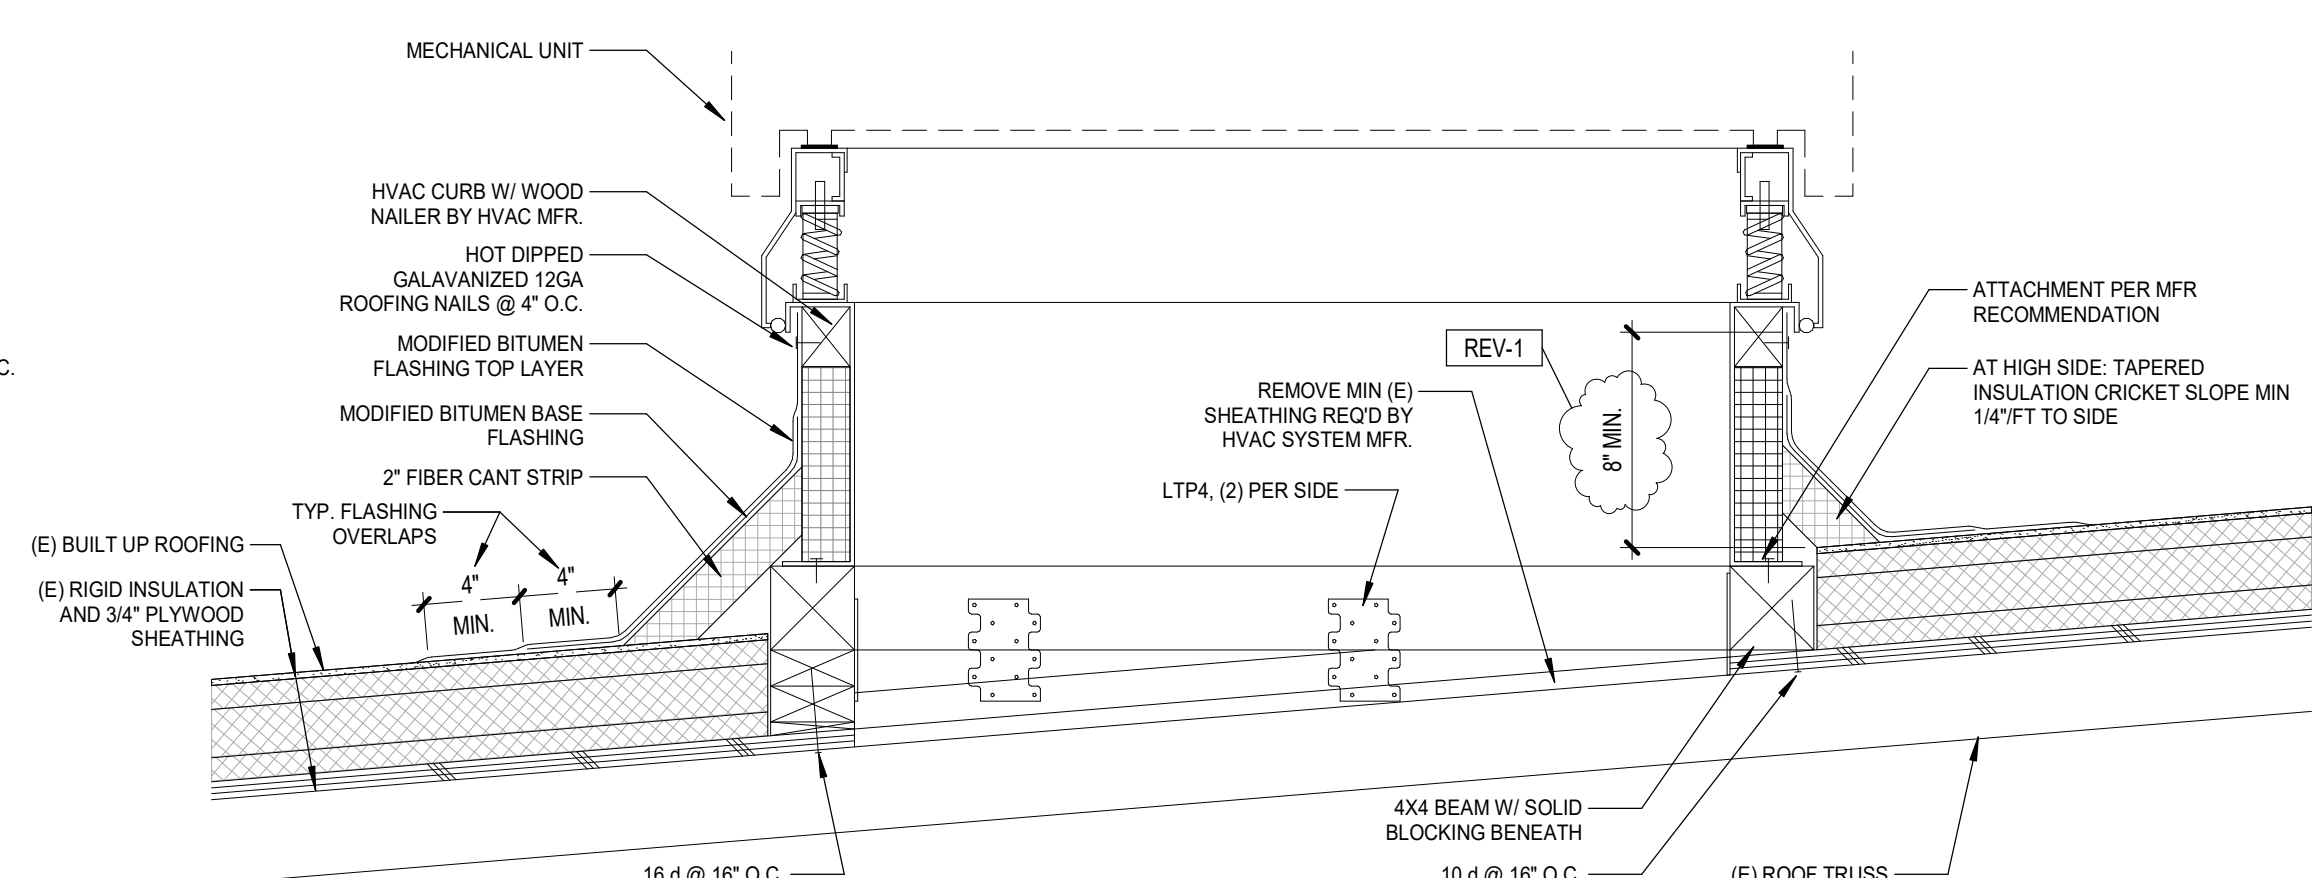 MECHANICAL UNIT
HVAC CURB W/ WOOD
NAILER BY HVAC MFR.
HOT DIPPED
GALAVANIZED 12GA
ROOFING NAILS @ 4" O.C.
C.
MODIFIED BITUMEN
FLASHING TOP LAYER
MODIFIED BITUMEN BASE
FLASHING
2" FIBER CANT STRIP
TYP. FLASHING
OVERLAPS
(E) BUILT UP ROOFING
(E) RIGID INSULATION
AND 3/4" PLYWOOD
SHEATHING
4"
MIN.
4"
MIN.
REV-1
8" MIN.
REMOVE MIN (E)
SHEATHING REQ'D BY
HVAC SYSTEM MFR.
LTP4, (2) PER SIDE
ATTACHMENT PER MFR
RECOMMENDATION
AT HIGH SIDE: TAPERED
INSULATION CRICKET SLOPE MIN
1/4"/FT TO SIDE
4X4 BEAM W/ SOLID
BLOCKING BENEATH
16 d @ 16" O.C.
10 d @ 16" O.C.
(E) ROOF TRUSS